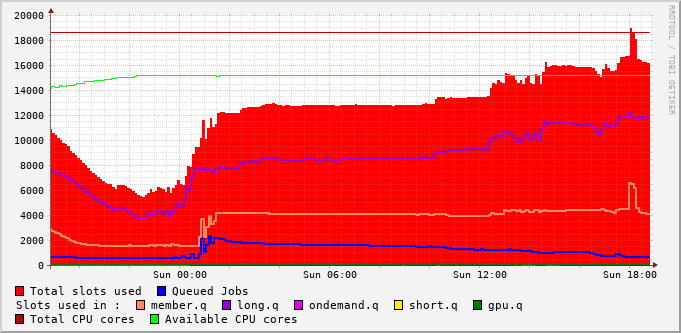 20000
18000
16000
14000
12000
10000
8000
6000
4000
2000
0
Sun 00:00 Sun 06:00 Sun 12:00 Sun 18:00
Total slots used Queued Jobs
Slots used in : member.q long.q ondemand.q short.q gpu.q
Total CPU cores Available CPU cores
RRDTOOL / TOBI OETIKER